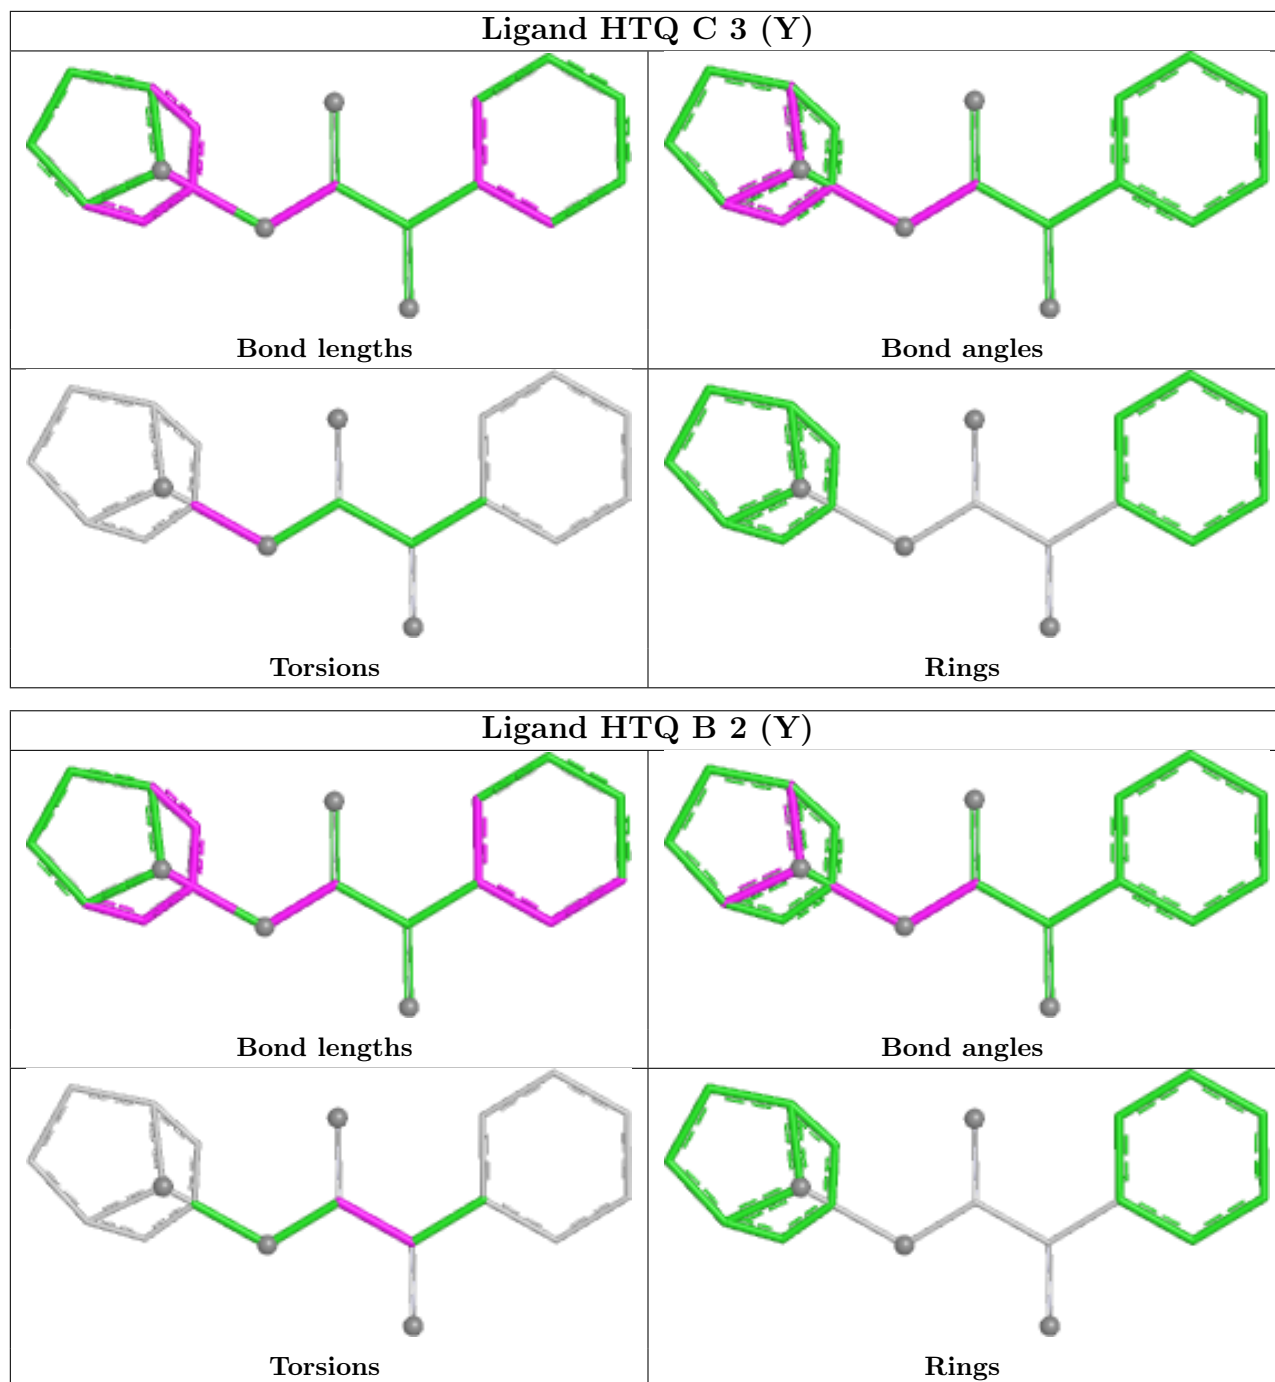 Ligand HTQ C 3 (Y)
Bond lengths
Bond angles
Torsions
Rings
Ligand HTQ B 2 (Y)
Bond lengths
Bond angles
Torsions
Rings